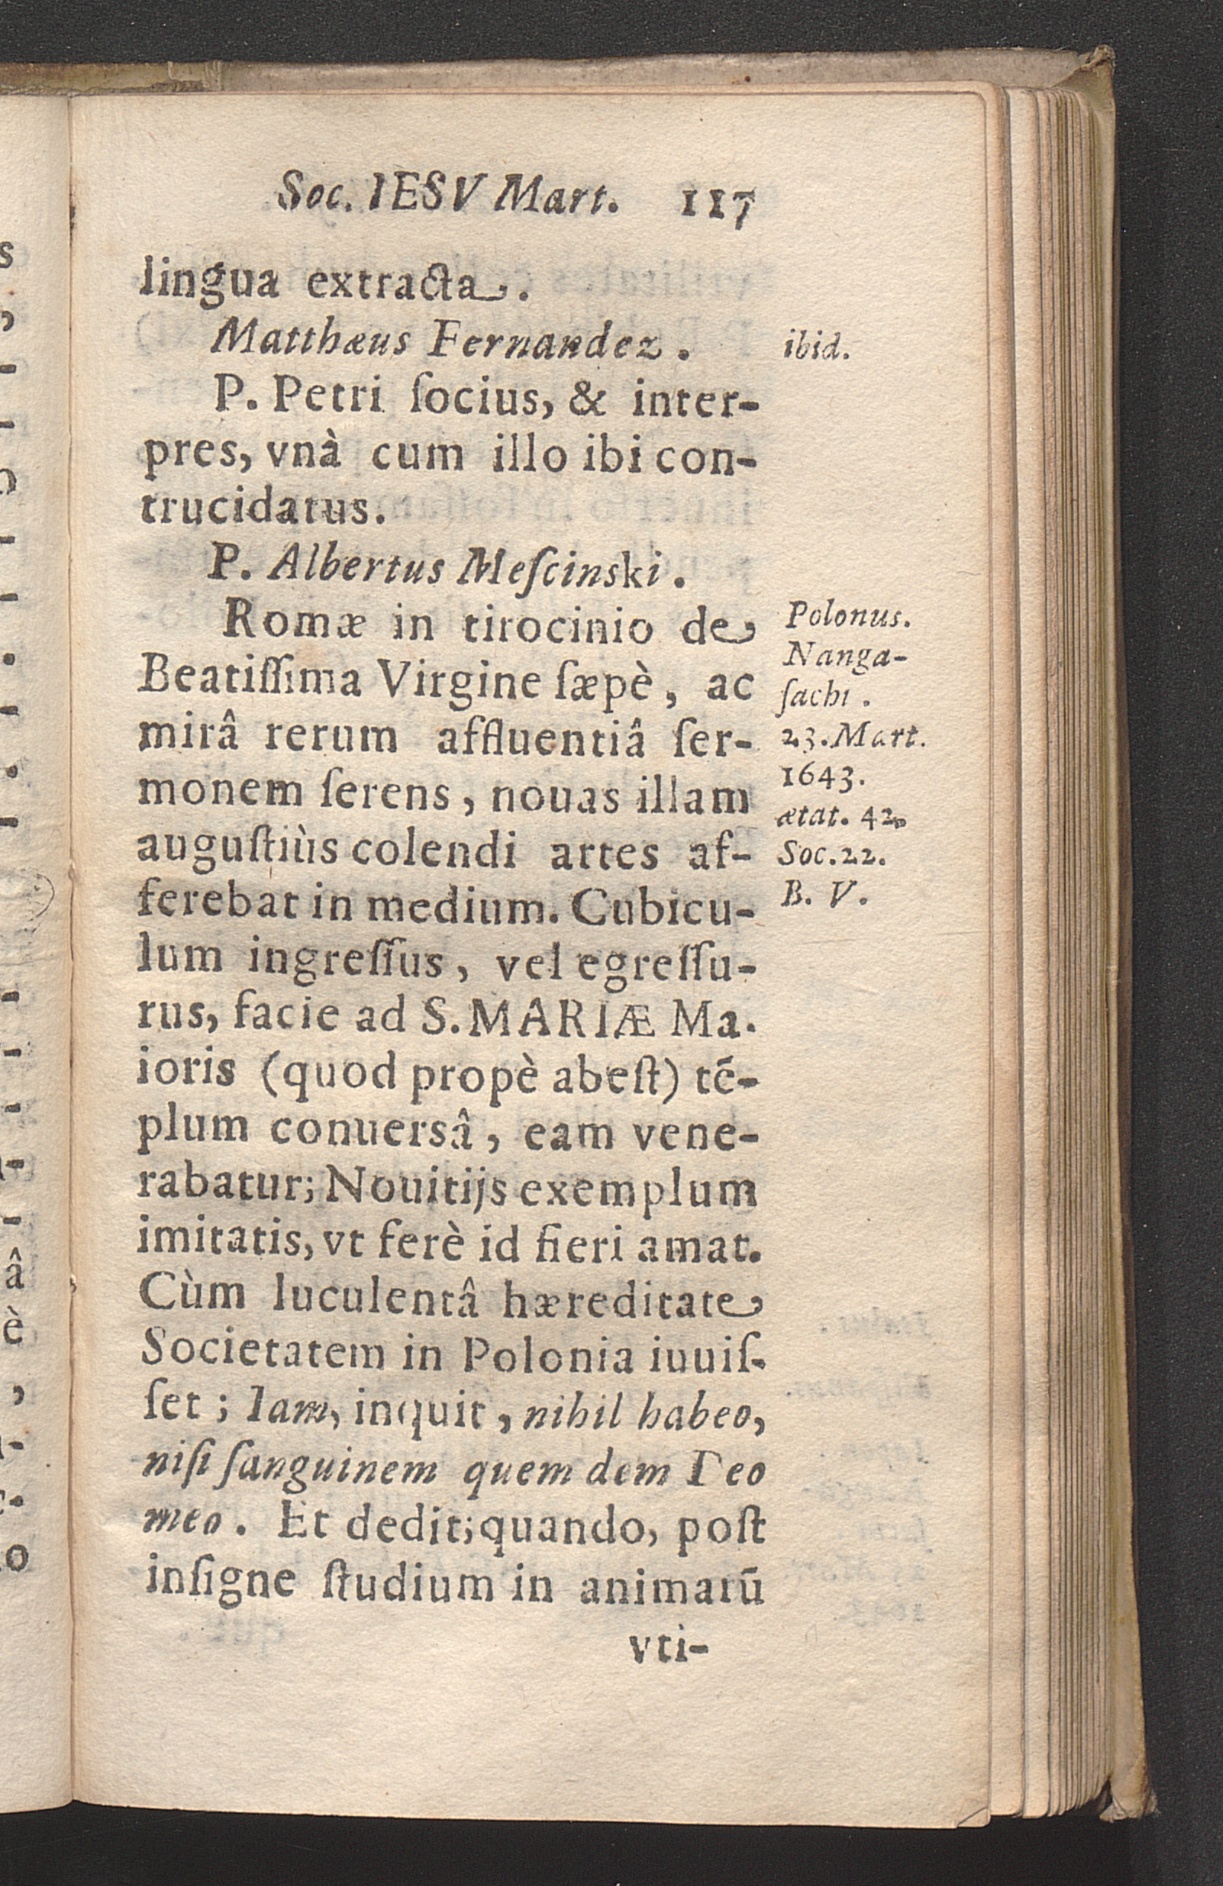 Soc. IESV Mart. 117
lingua extracta.
Matthæus Fernandez.
ibid.
P. Petri ſocius, & inter-
pres, vnà cum illo ibi con-
trucidatus.
P. Albertus Meſcinski.
Romæ in tirocinio de
Beatiſſima Virgine ſæpè, ac
mirâ rerum affluentiâ ſer-
monem ſerens, nouas illam
auguſtiùs colendi artes af-
ferebat in medium. Cubicu-
lum ingreſſus, vel egreſſu-
rus, facie ad S. MARIÆ Ma.
ioris (quod propè abeſt) tē-
plum conuersâ, eam vene-
rabatur; Nouitijs exemplum
imitatis, vt ferè id fieri amat.
Cùm luculentâ hæreditate
Societatem in Polonia iuuiſ-
ſet; Iam, inquit, nihil habeo,
niſi ſanguinem quem dem Deo
meo. Et dedit; quando, poſt
inſigne ſtudium in animarū
vti-
Polonus.
Nanga-
ſachi.
23. Mart.
1643.
ætat. 42.
Soc. 22.
B. V.